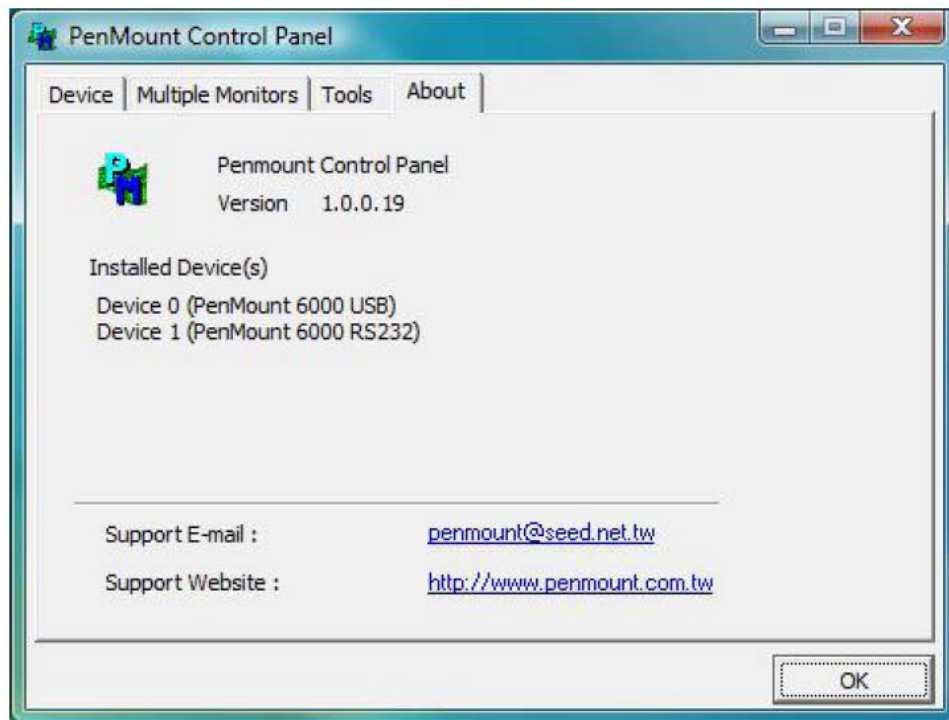 PenMount Control Panel
Device Multiple Monitors Tools About
PM
Penmount Control Panel
Version 1.0.0.19
Installed Device(s)
Device 0 (PenMount 6000 USB)
Device 1 (PenMount 6000 RS232)
Support E-mail : penmount@seed.net.tw
Support Website : http://www.penmount.com.tw
OK